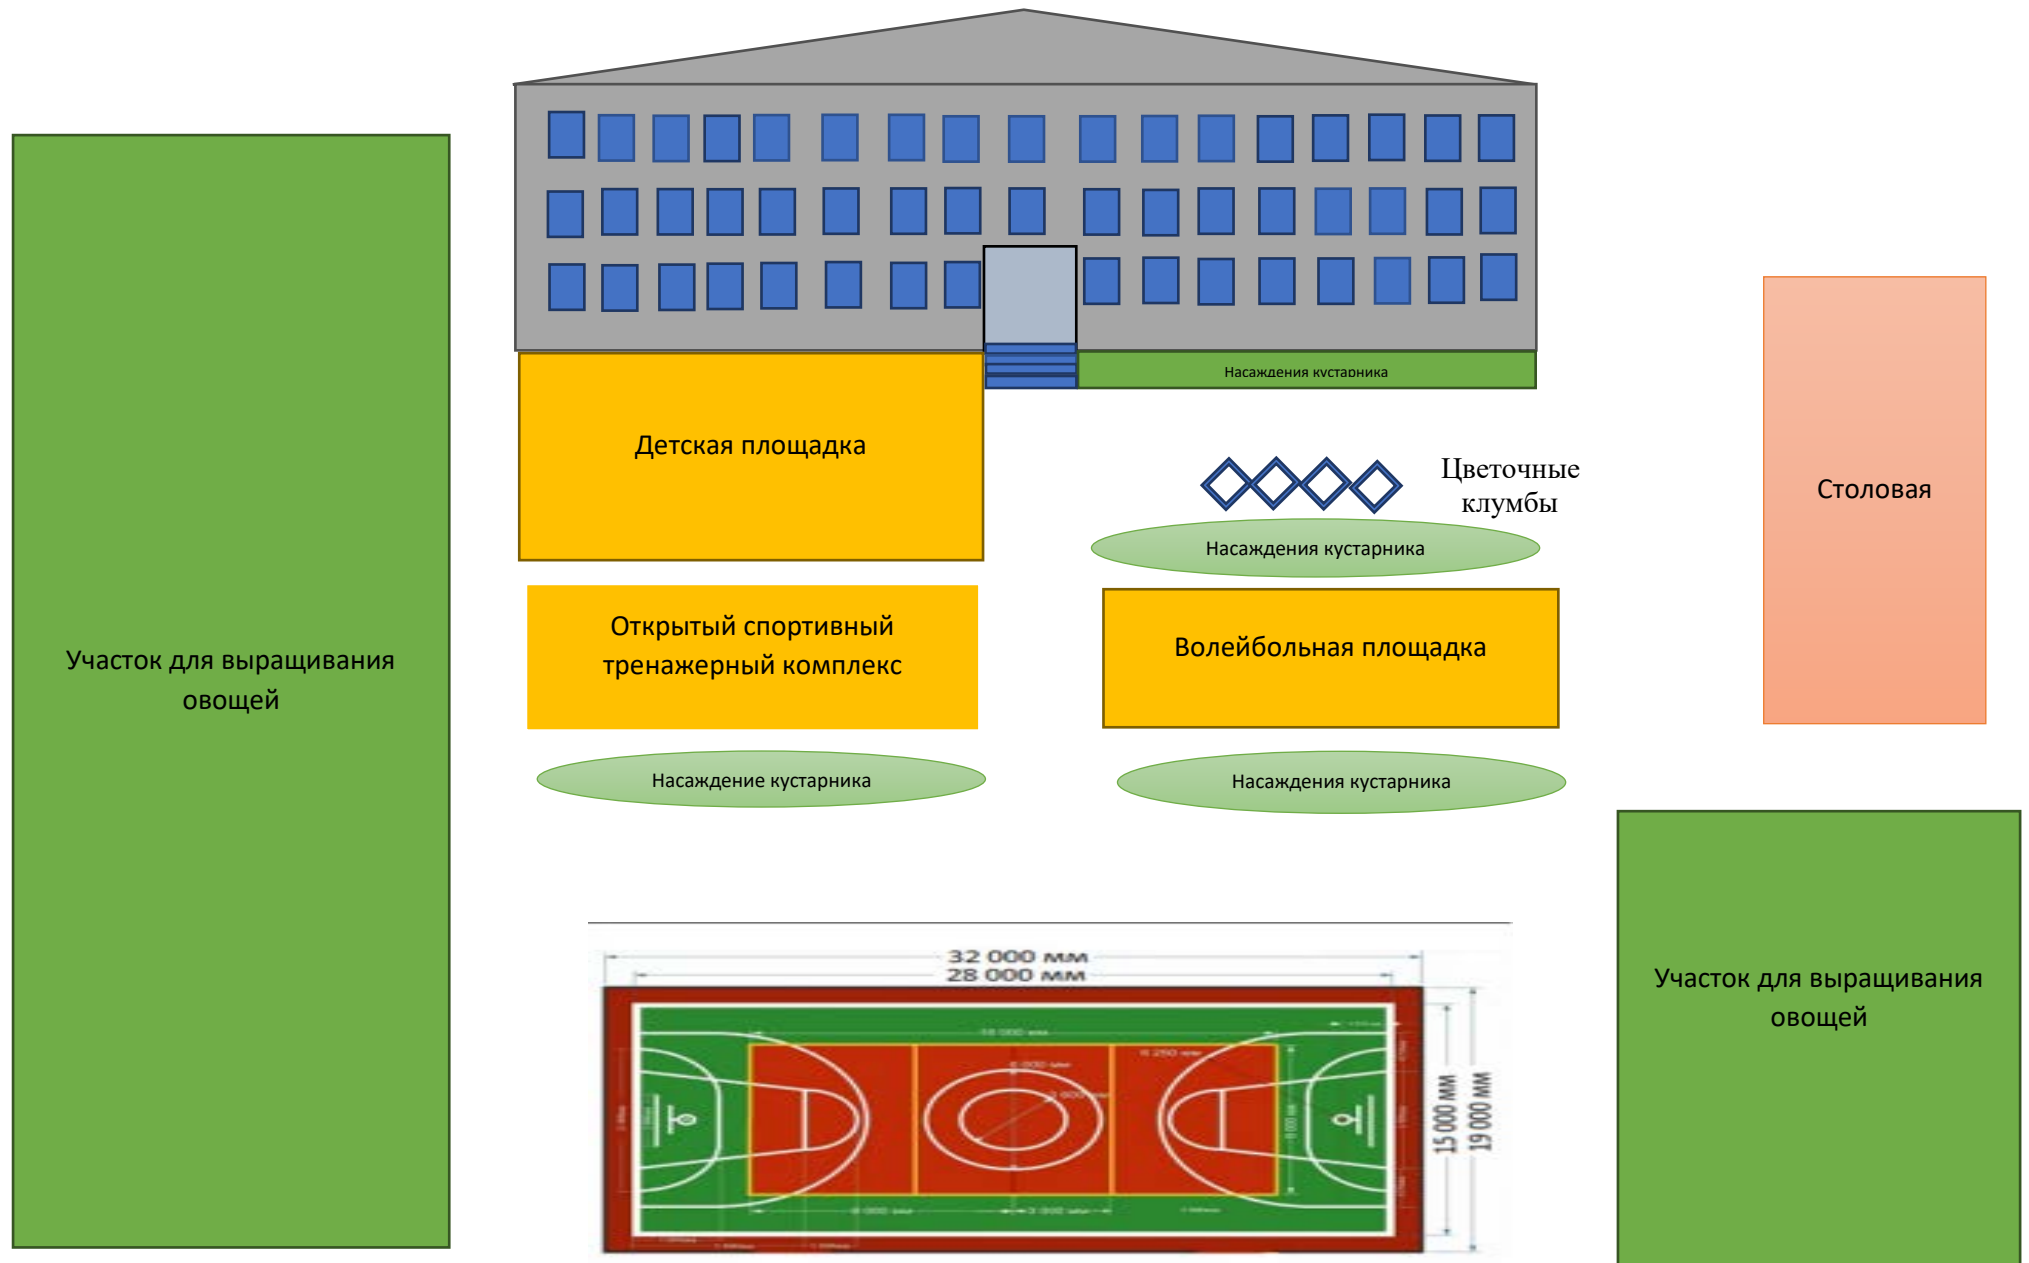 Насаждения кустарника
Детская площадка
Цветочные
клумбы
Столовая
Насаждения кустарника
Открытый спортивный
тренажерный комплекс
Волейбольная площадка
Участок для выращивания
овощей
Насаждение кустарника
Насаждения кустарника
32 000 мм
28 000 мм
15 000 мм
19 000 мм
Участок для выращивания
овощей